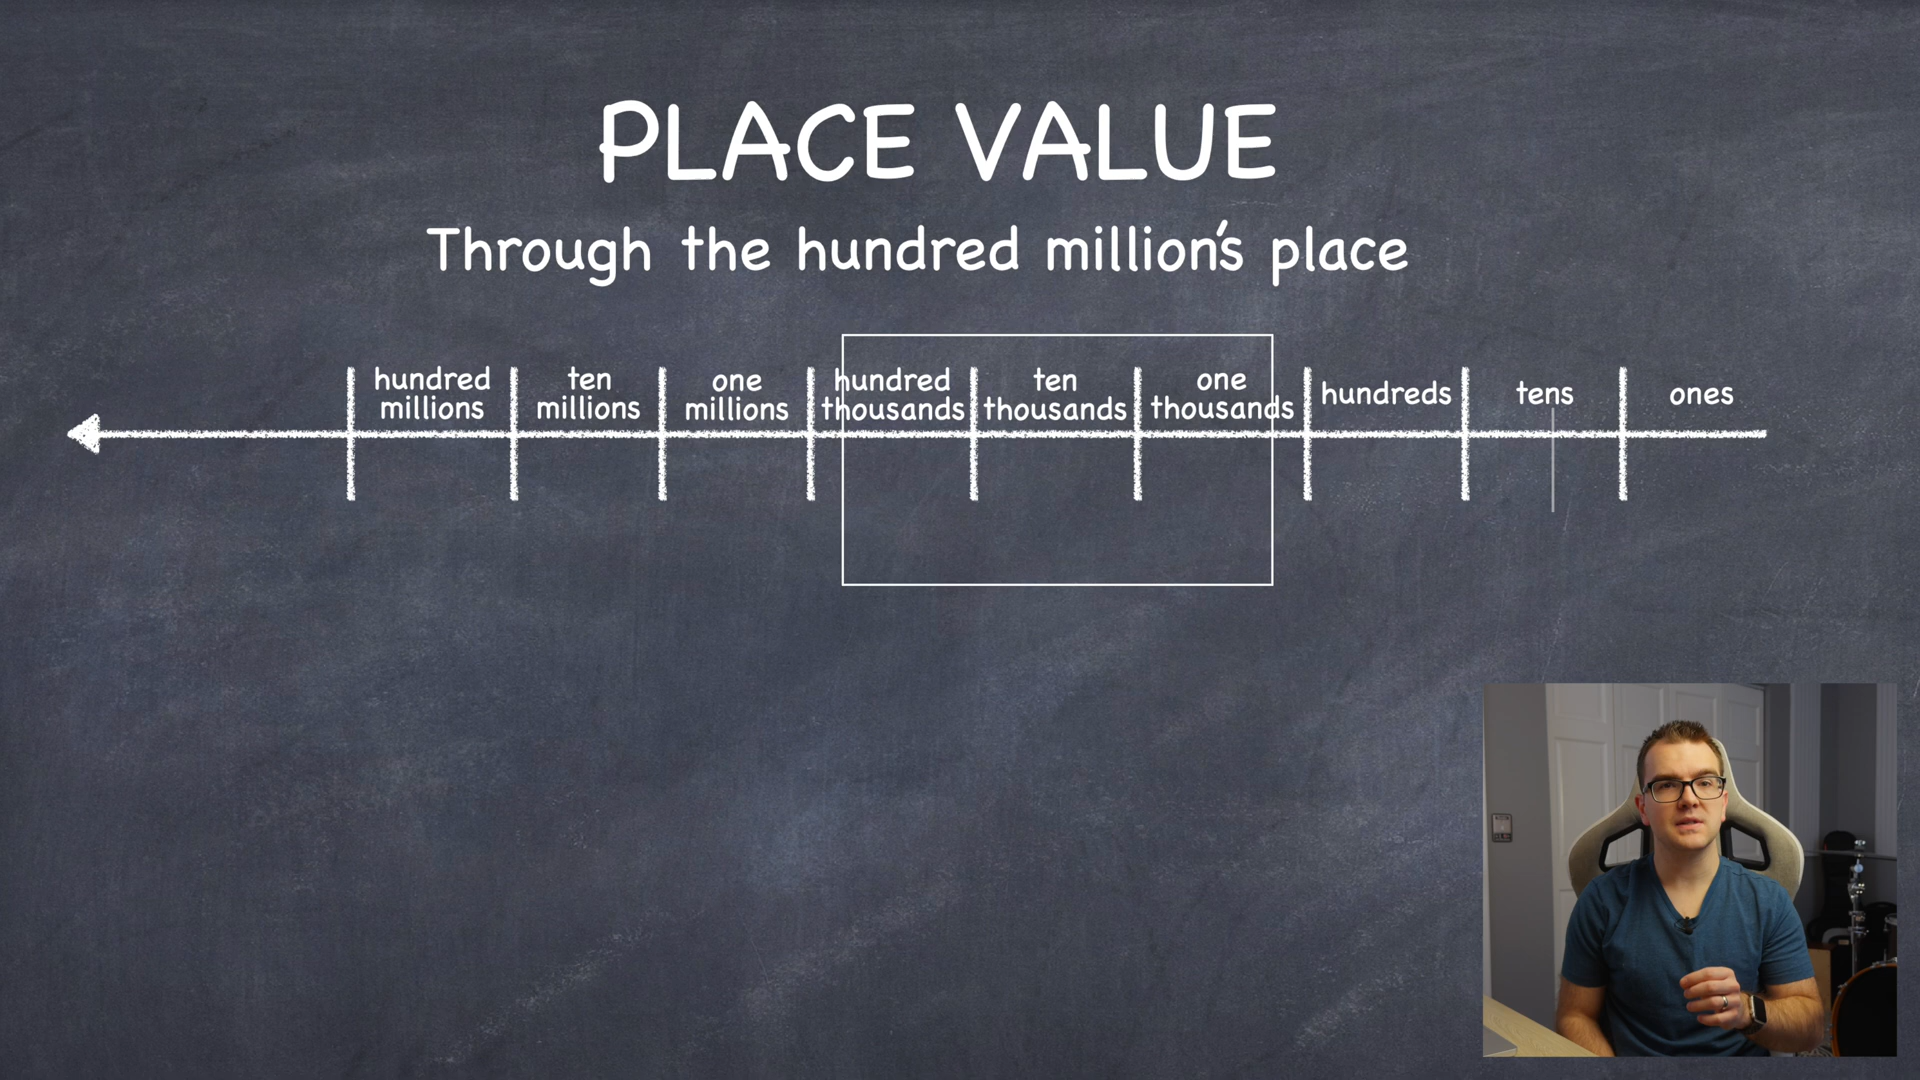 PLACE VALUE
Through the hundred million's place
hundred millions
ten millions
one millions
hundred thousands
ten thousands
one thousands
hundreds
tens
ones